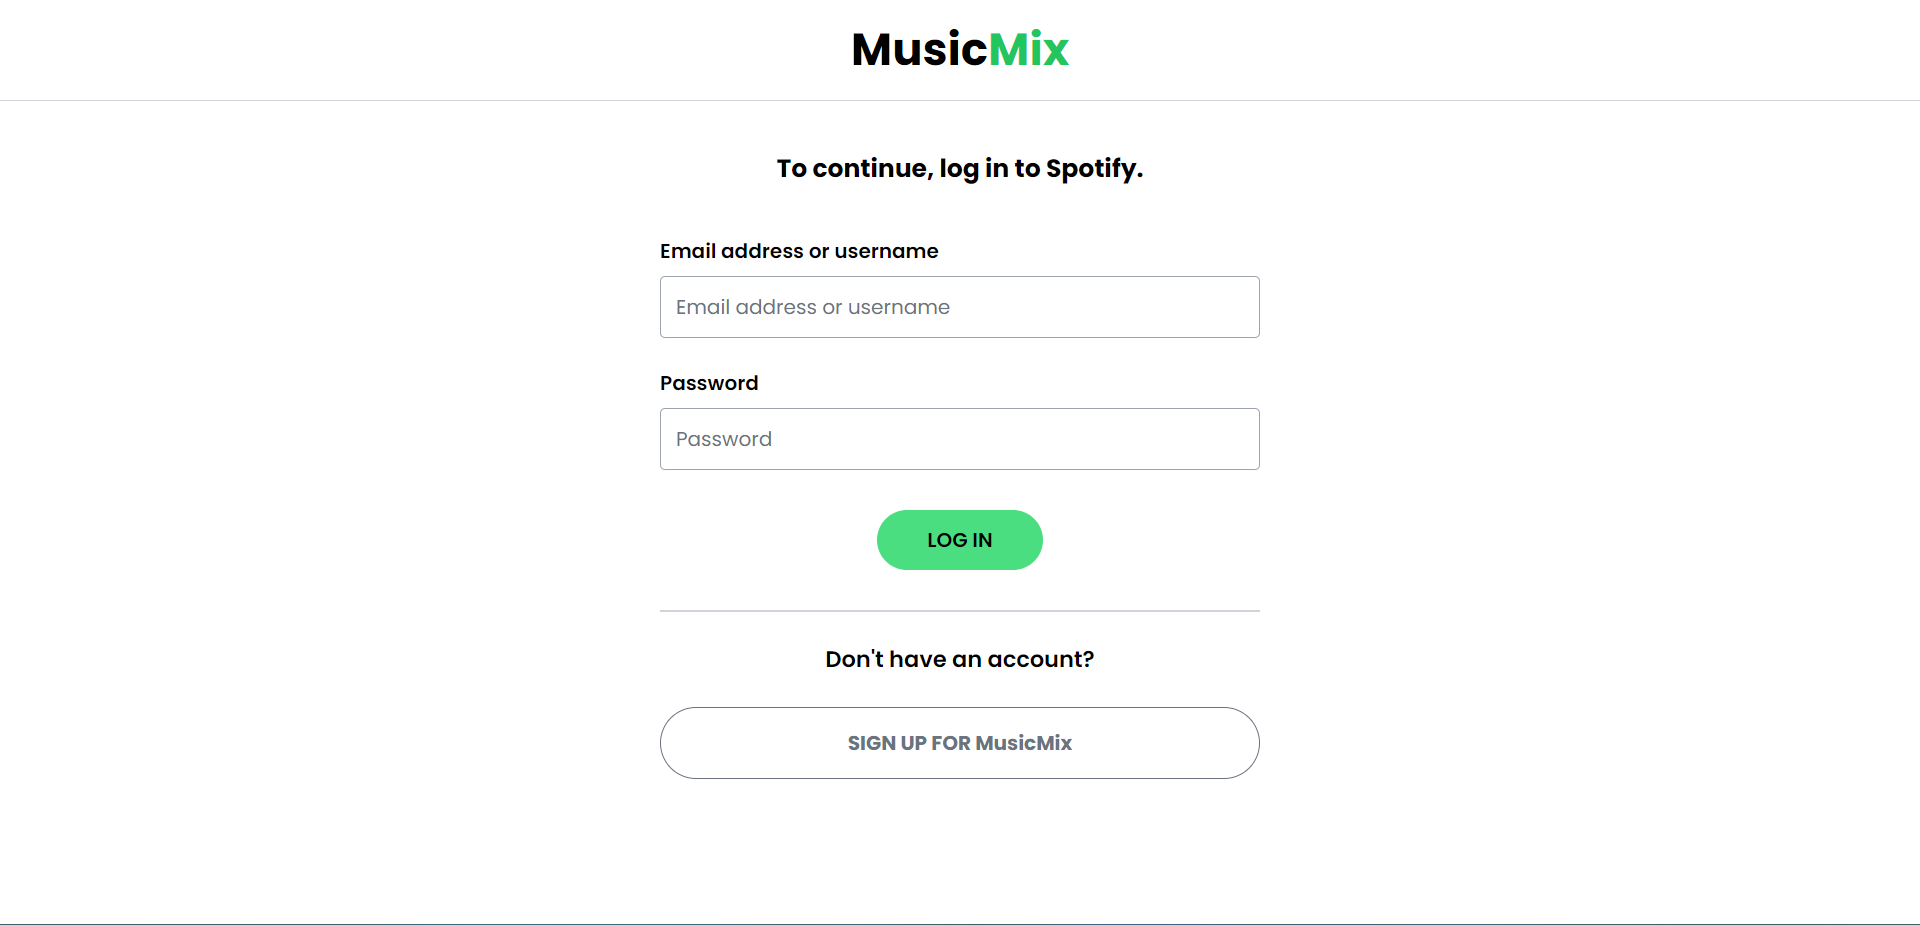 MusicMix
To continue, log in to Spotify.
Email address or username
Email address or username
Password
Password
LOG IN
Don't have an account?
SIGN UP FOR MusicMix